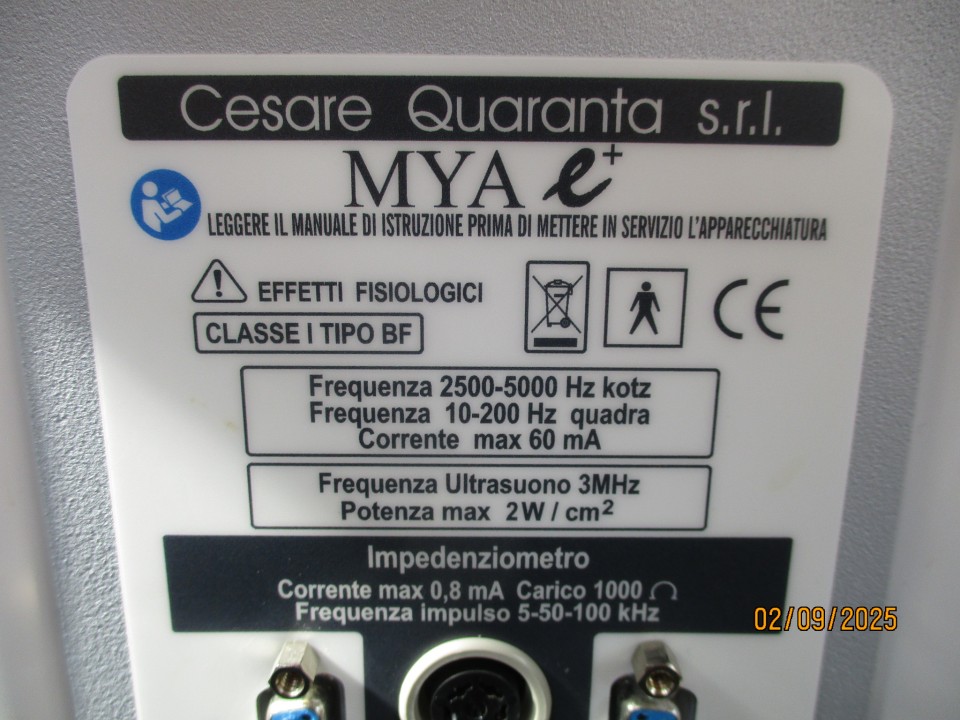 Cesare Quaranta s.r.l.
MYA e+
LEGGERE IL MANUALE DI ISTRUZIONE PRIMA DI METTERE IN SERVIZIO L'APPARECCHIATURA
EFFETTI FISIOLOGICI
CLASSE I TIPO BF
CE
Frequenza 2500-5000 Hz kotz
Frequenza 10-200 Hz quadra
Corrente max 60 mA
Frequenza Ultrasuono 3MHz
Potenza max 2W / cm²
Impedenziometro
Corrente max 0,8 mA Carico 1000 Ω
Frequenza impulso 5-50-100 kHz
02/09/2025